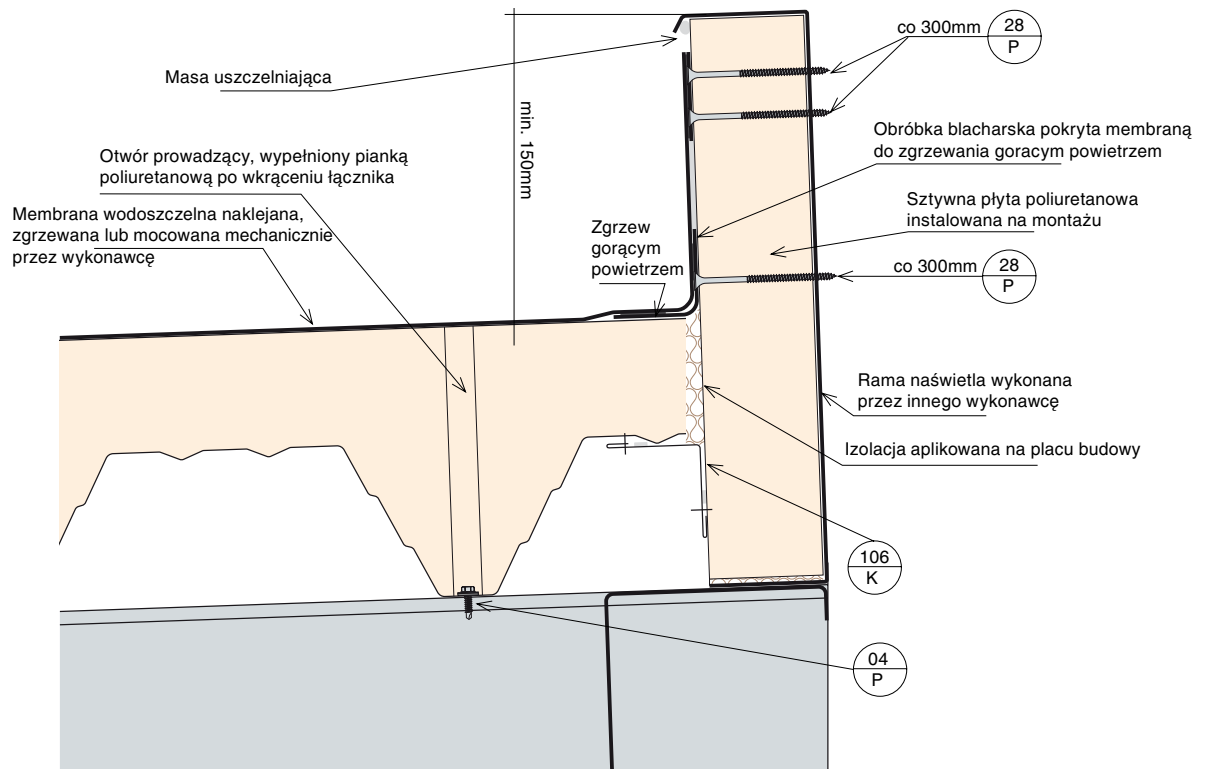 co 300mm
28
P
Masa uszczelniająca
min. 150mm
Obróbka blacharska pokryta membraną
do zgrzewania goracym powietrzem
Otwór prowadzący, wypełniony pianką
poliuretanową po wkręceniu łącznika
Sztywna płyta poliuretanowa
instalowana na montażu
Membrana wodoszczelna naklejana,
zgrzewana lub mocowana mechanicznie
przez wykonawcę
Zgrzew
gorącym
powietrzem
co 300mm
28
P
Rama naświetla wykonana
przez innego wykonawcę
Izolacja aplikowana na placu budowy
106
K
04
P